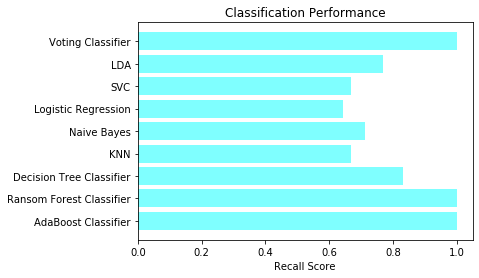 Classification Performance
Voting Classifier
LDA
SVC
Logistic Regression
Naive Bayes
KNN
Decision Tree Classifier
Ransom Forest Classifier
AdaBoost Classifier
0.0 0.2 0.4 0.6 0.8 1.0
Recall Score